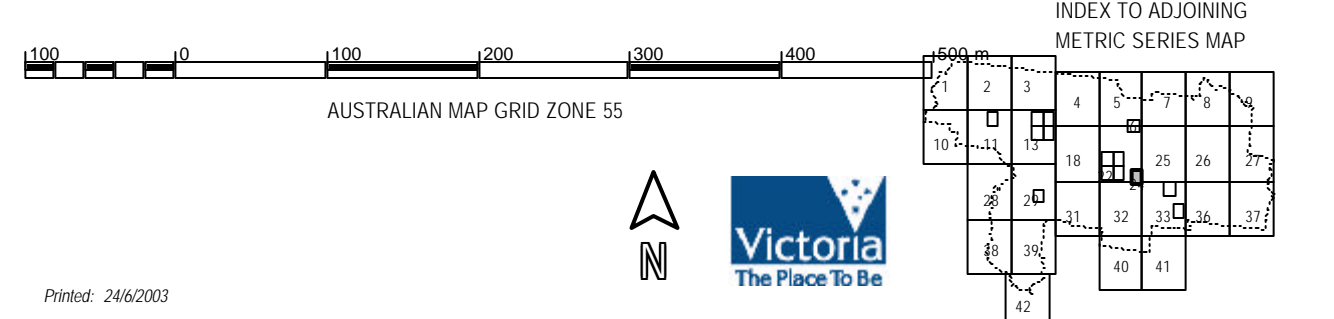 INDEX TO ADJOINING
METRIC SERIES MAP
100 0 100 200 300 400 500 m
AUSTRALIAN MAP GRID ZONE 55
1 2 3
4 5 7 8 9
6
10 11 13
18 22 25 26 27
28 29
31 32 33 36 37
38 39
40 41
42
N
Victoria
The Place To Be
Printed: 24/6/2003